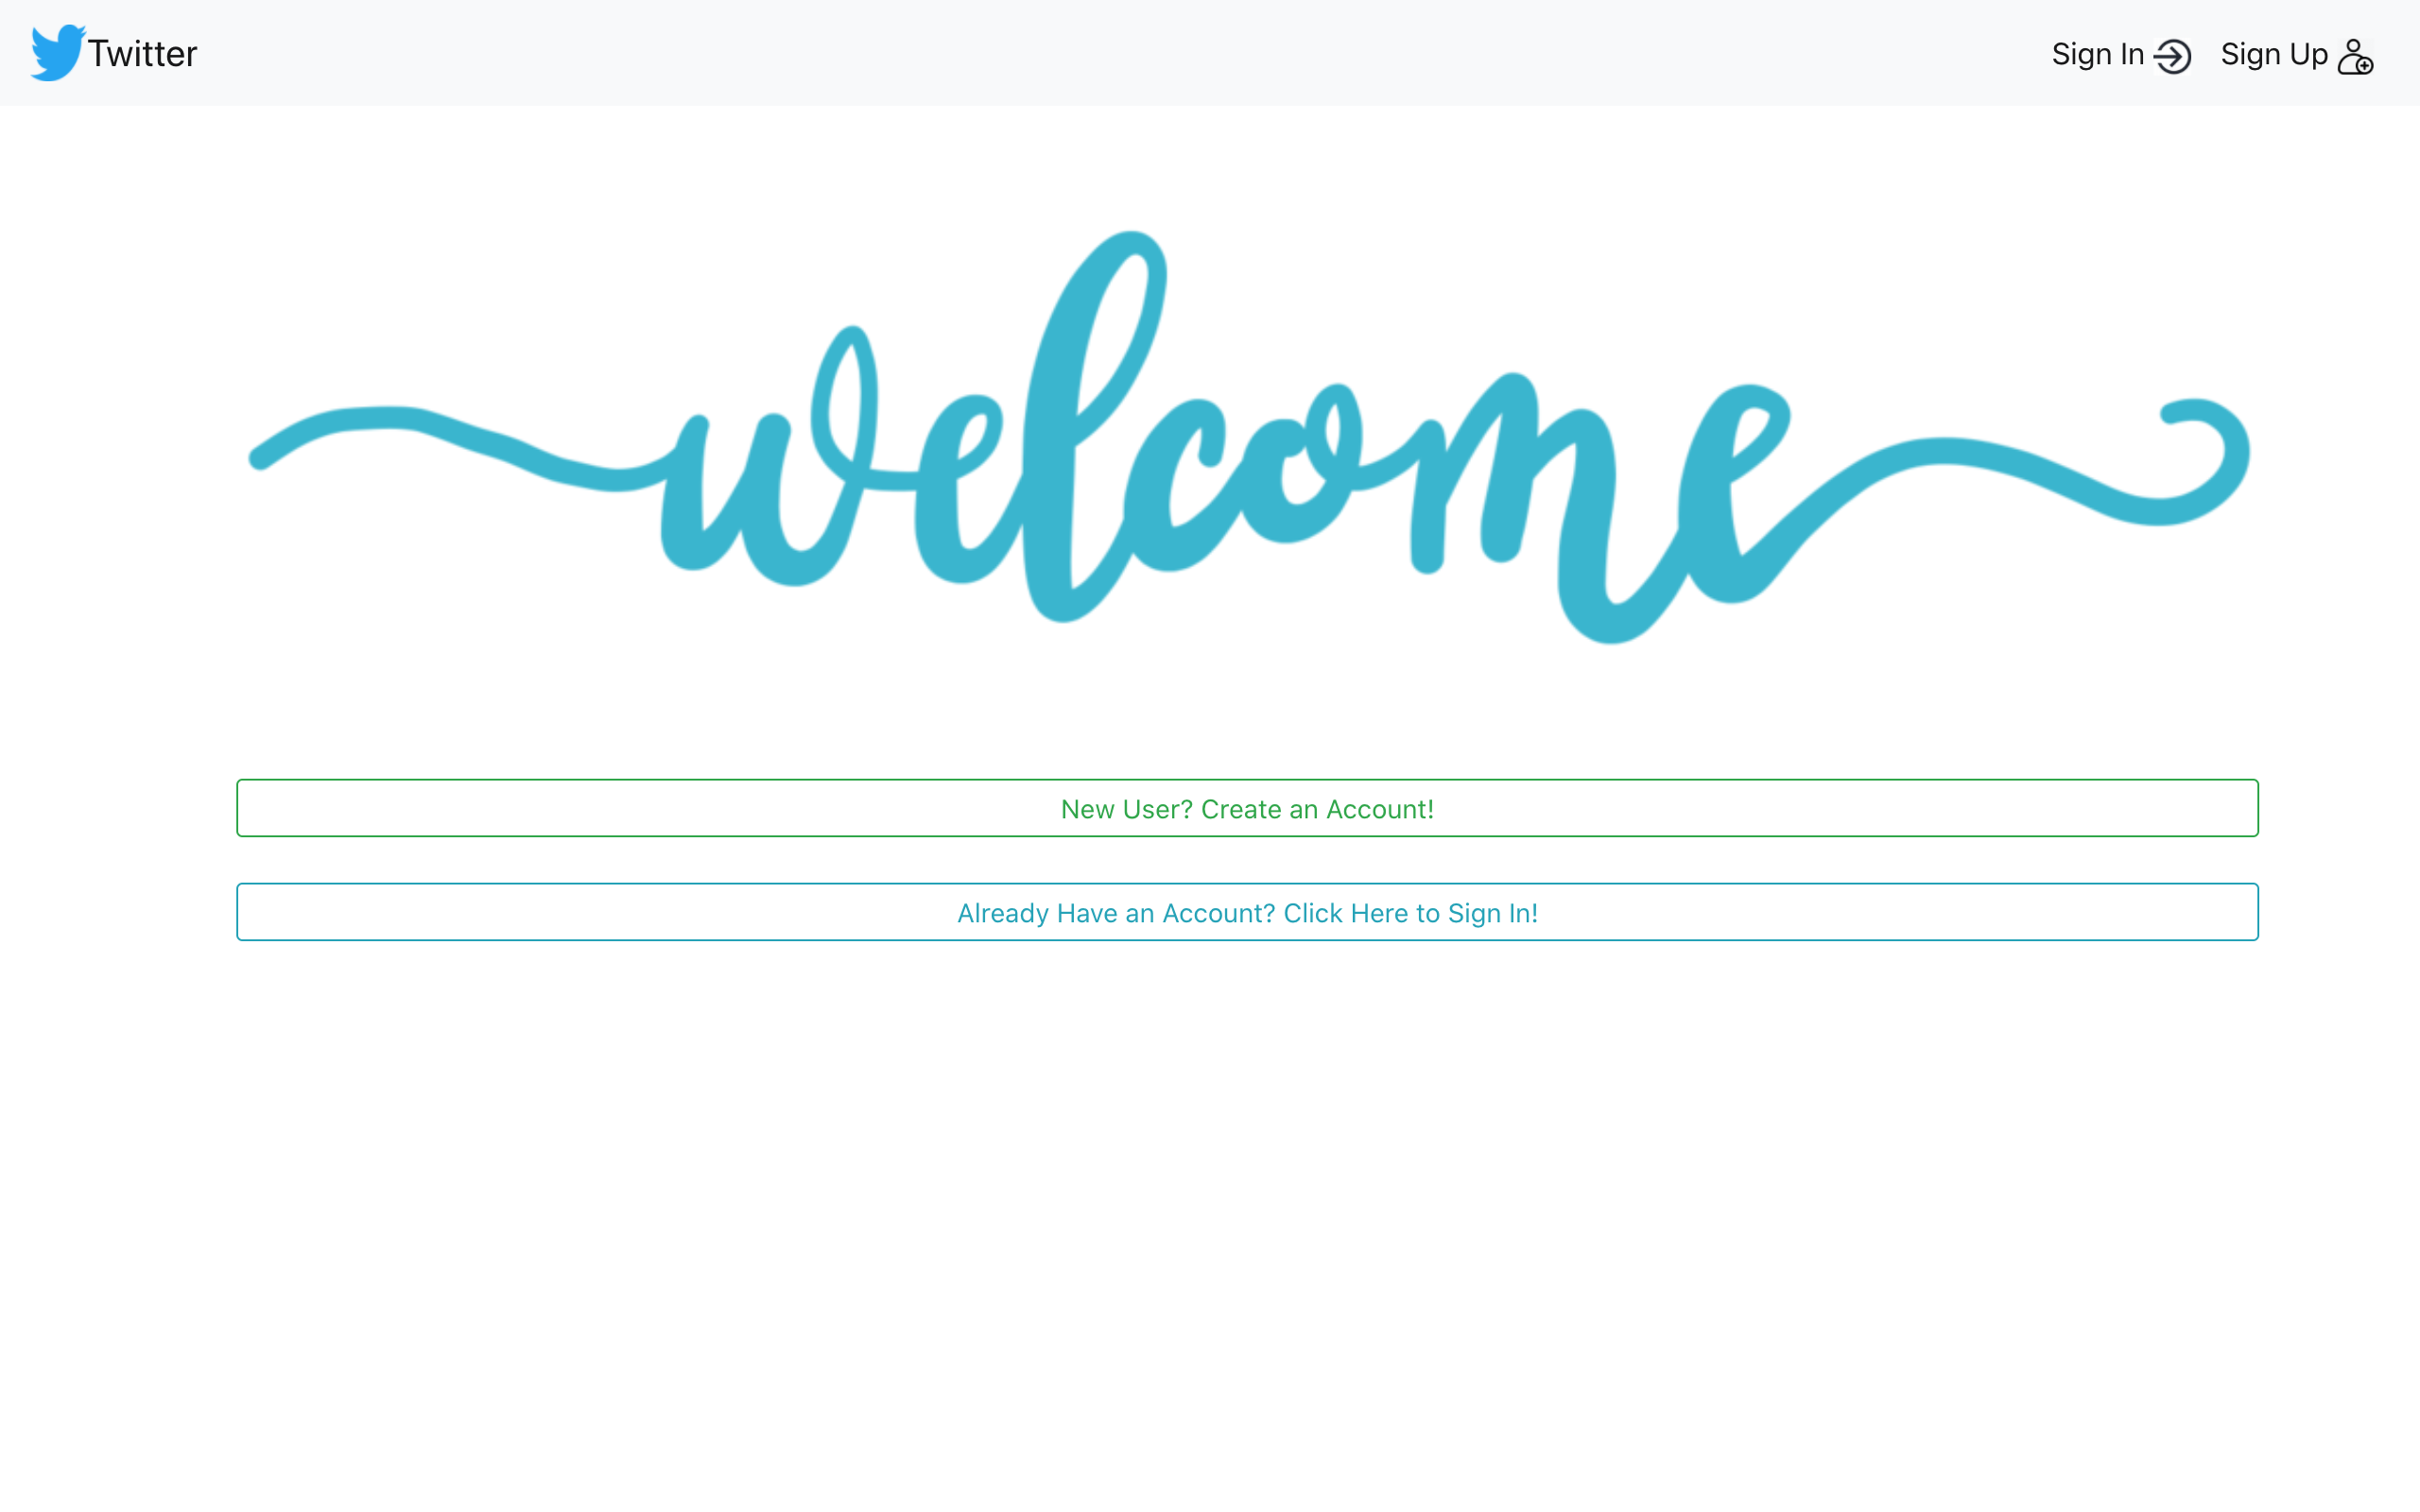 Twitter
Sign In
Sign Up
welcome
New User? Create an Account!
Already Have an Account? Click Here to Sign In!